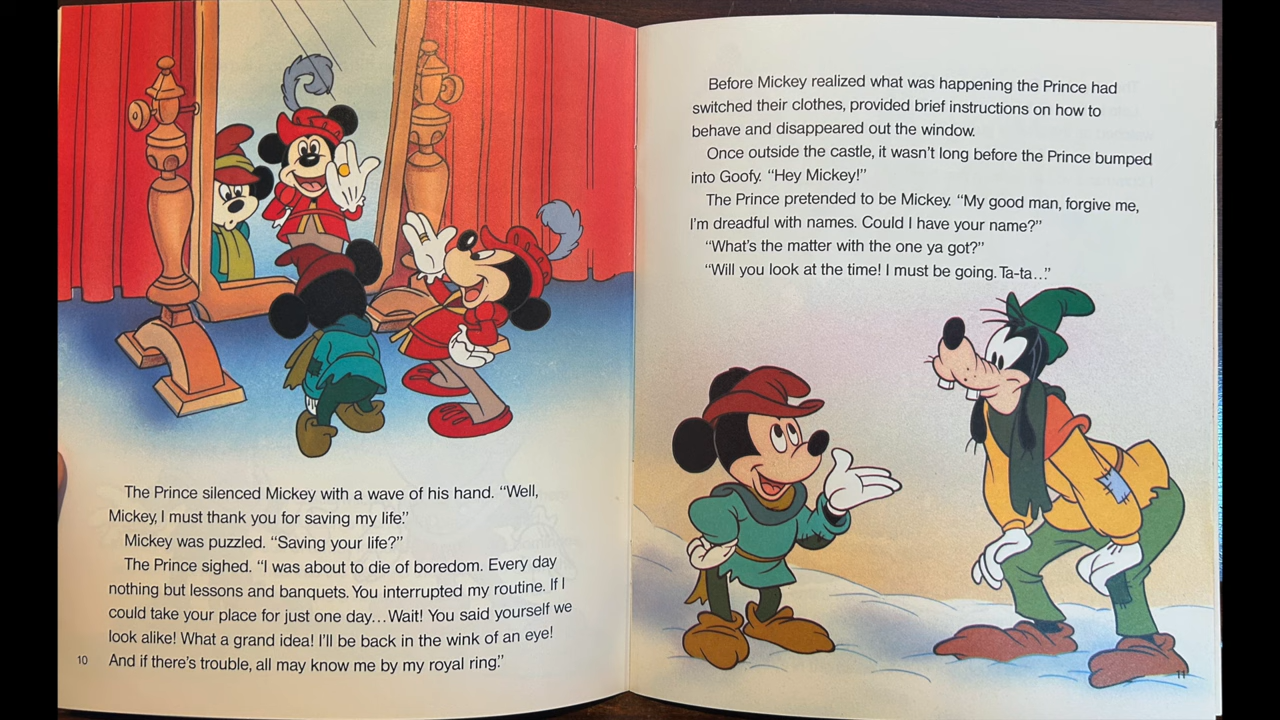 The Prince silenced Mickey with a wave of his hand. “Well,
Mickey, I must thank you for saving my life.”
Mickey was puzzled. “Saving your life?”
The Prince sighed. “I was about to die of boredom. Every day
nothing but lessons and banquets. You interrupted my routine. If I
could take your place for just one day...Wait! You said yourself we
look alike! What a grand idea! I’ll be back in the wink of an eye!
And if there’s trouble, all may know me by my royal ring.”
10
Before Mickey realized what was happening the Prince had
switched their clothes, provided brief instructions on how to
behave and disappeared out the window.
Once outside the castle, it wasn’t long before the Prince bumped
into Goofy. “Hey Mickey!”
The Prince pretended to be Mickey. “My good man, forgive me,
I’m dreadful with names. Could I have your name?”
“What’s the matter with the one ya got?”
“Will you look at the time! I must be going. Ta-ta...”
11